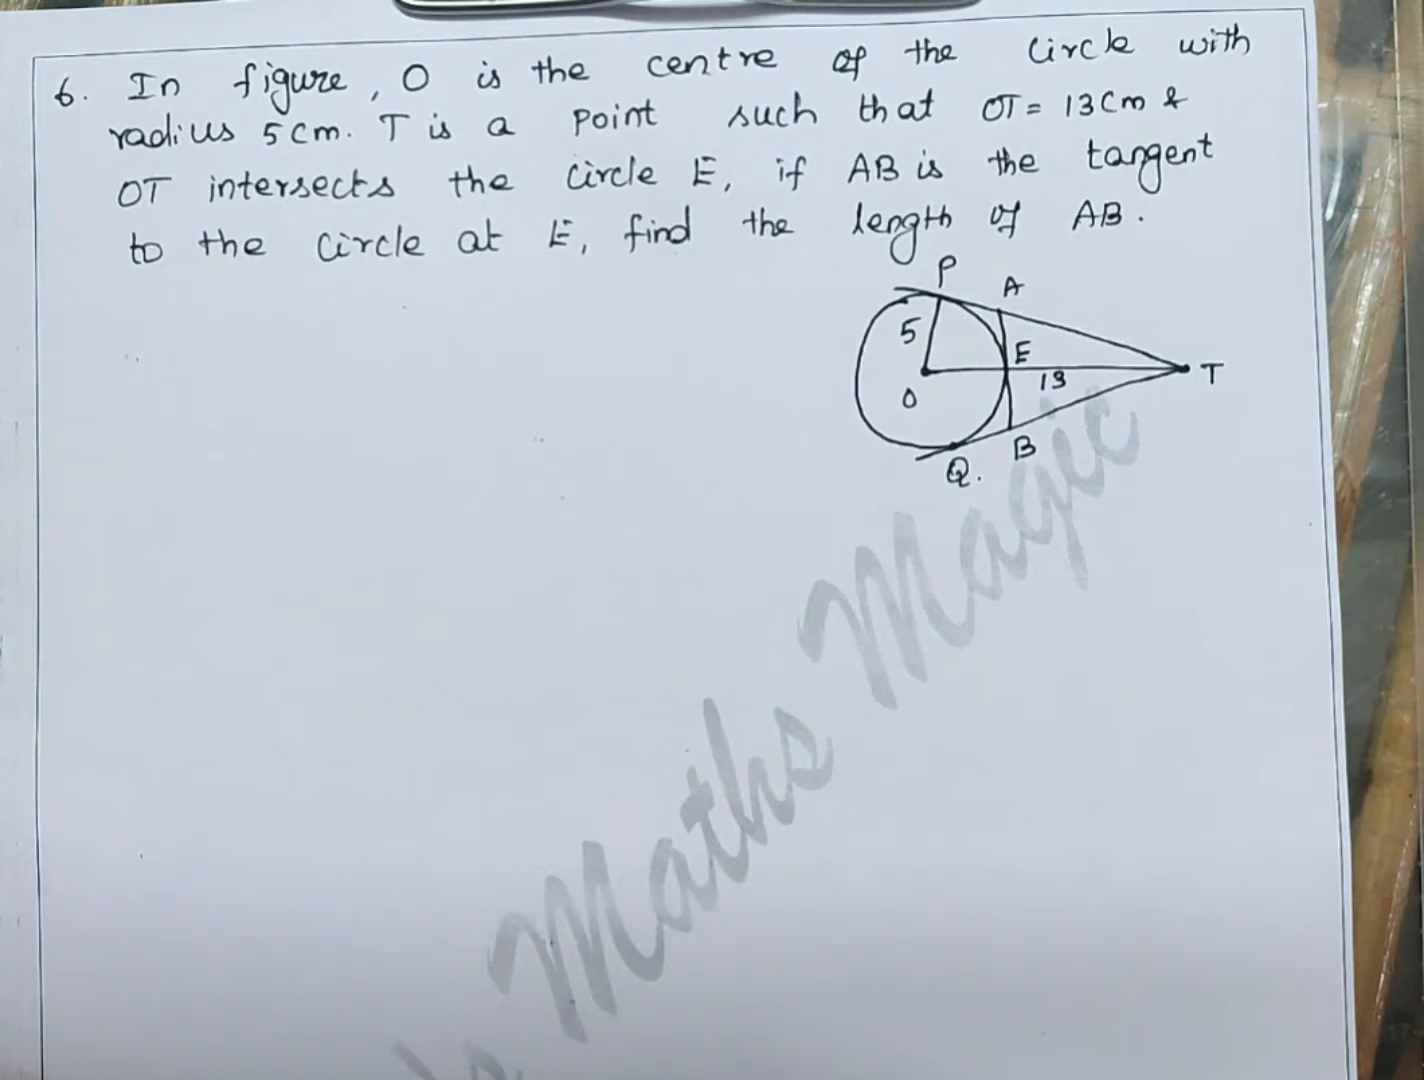 6. In figure, O is the centre of the circle with
radius 5cm. T is a point such that OT = 13cm &
OT intersects the circle E, if AB is the tangent
to the circle at E, find the length of AB.
P
A
5
E
13
T
O
B
Q.
Maths Magic